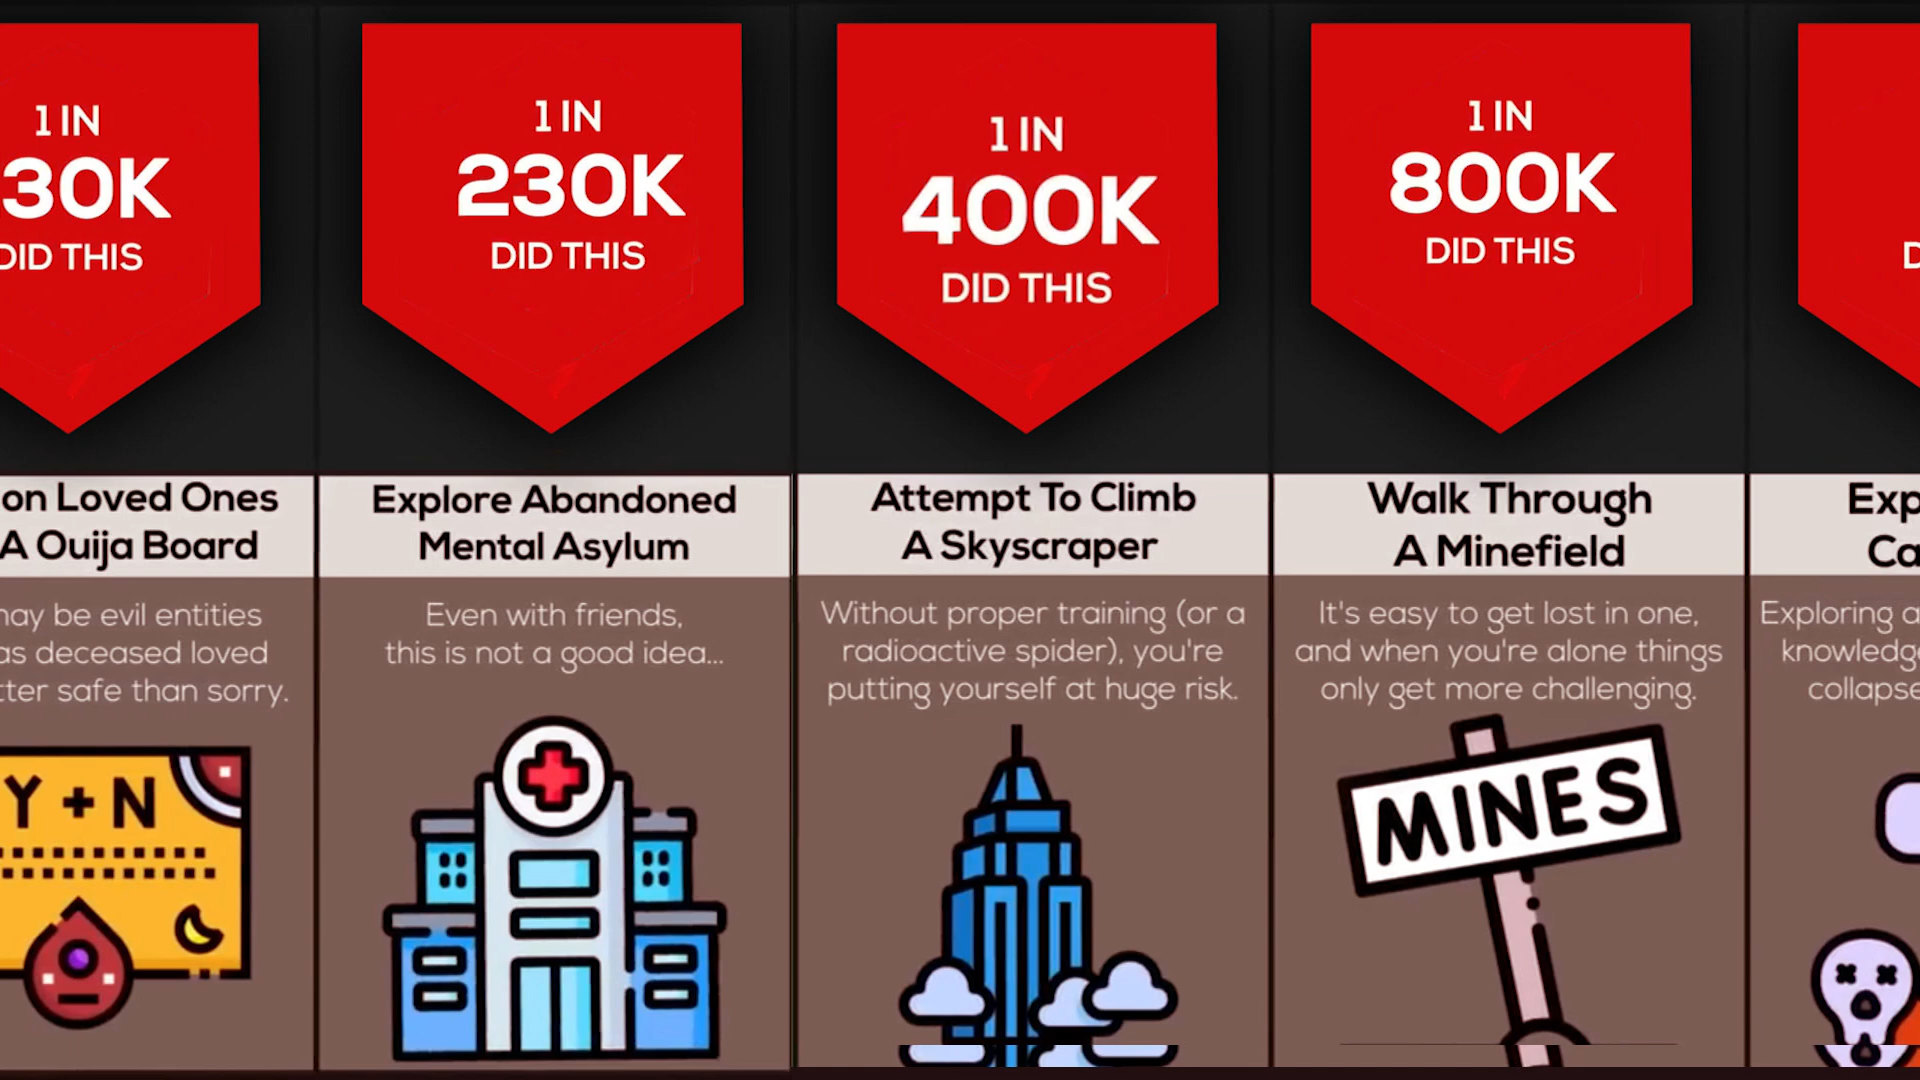 1 IN
30K
DID THIS
on Loved Ones
A Ouija Board
may be evil entities
as deceased loved
tter safe than sorry.
Y + N
1 IN
230K
DID THIS
Explore Abandoned
Mental Asylum
Even with friends,
this is not a good idea...
1 IN
400K
DID THIS
Attempt To Climb
A Skyscraper
Without proper training (or a
radioactive spider), you're
putting yourself at huge risk.
1 IN
800K
DID THIS
Walk Through
A Minefield
It's easy to get lost in one,
and when you're alone things
only get more challenging.
MINES
D
Exp
Ca
Exploring a
knowledg
collapse